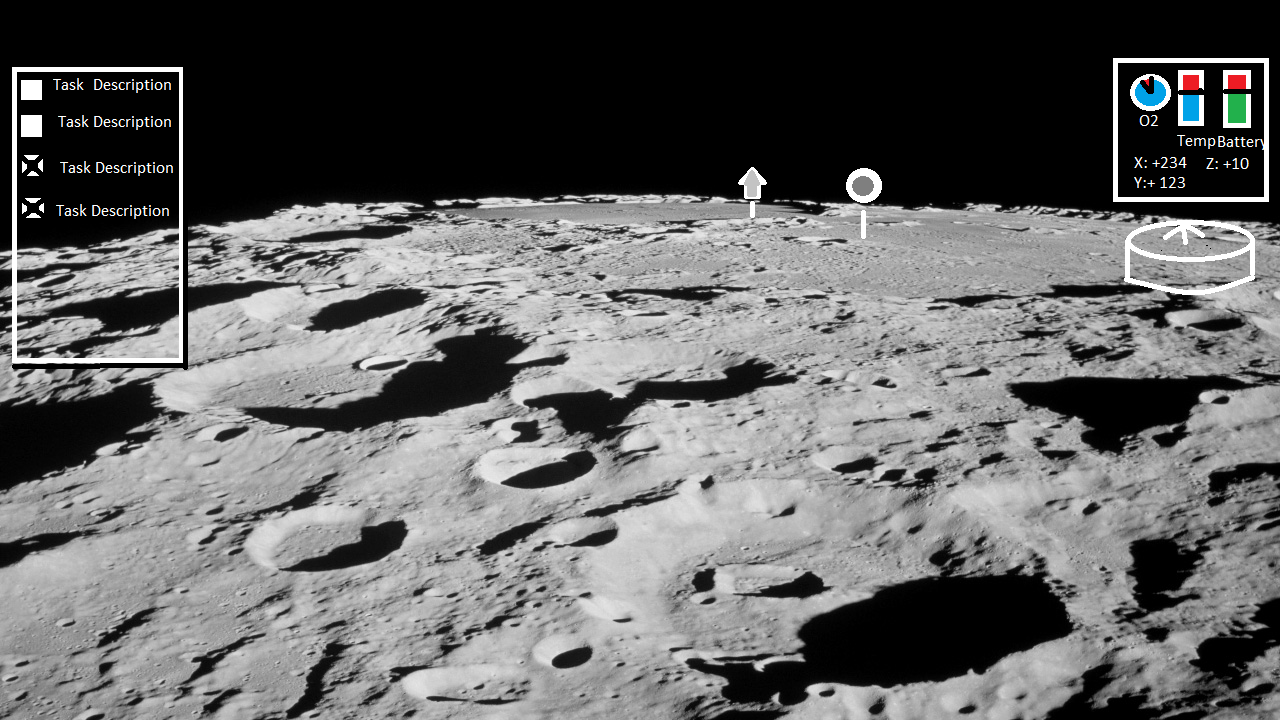 Task Description
Task Description
Task Description
Task Description
O2
Temp Battery
X: +234 Z: +10
Y:+ 123